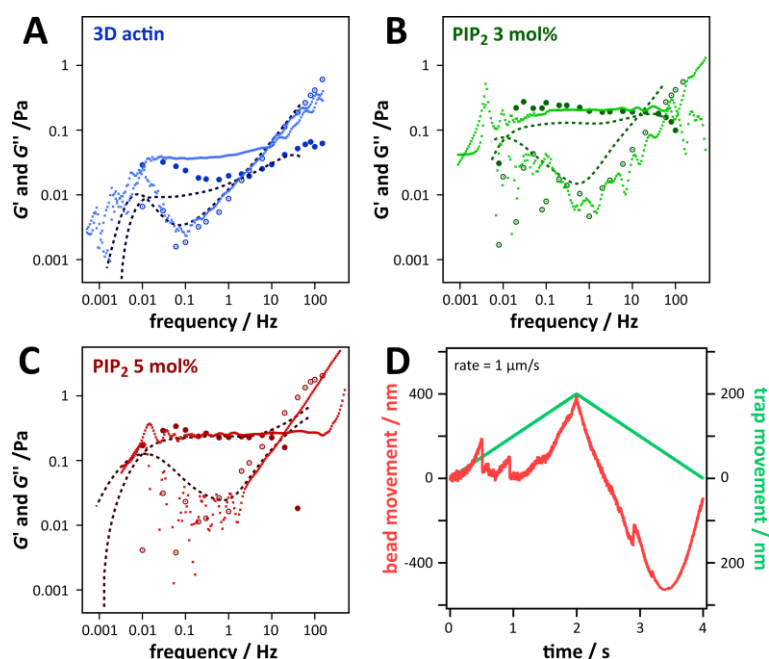 A
3D actin
G' and G'' /Pa
1
0.1
0.01
0.001
0.001 0.01 0.1 1 10 100
frequency / Hz
B
PIP2 3 mol%
G' and G'' /Pa
1
0.1
0.01
0.001
0.001 0.01 0.1 1 10 100
frequency / Hz
C
PIP2 5 mol%
G' and G'' /Pa
1
0.1
0.01
0.001
0.001 0.01 0.1 1 10 100
frequency / Hz
D
rate = 1 µm/s
bead movement / nm
400
0
-400
trap movement / nm
200
0
200
0 1 2 3 4
time / s